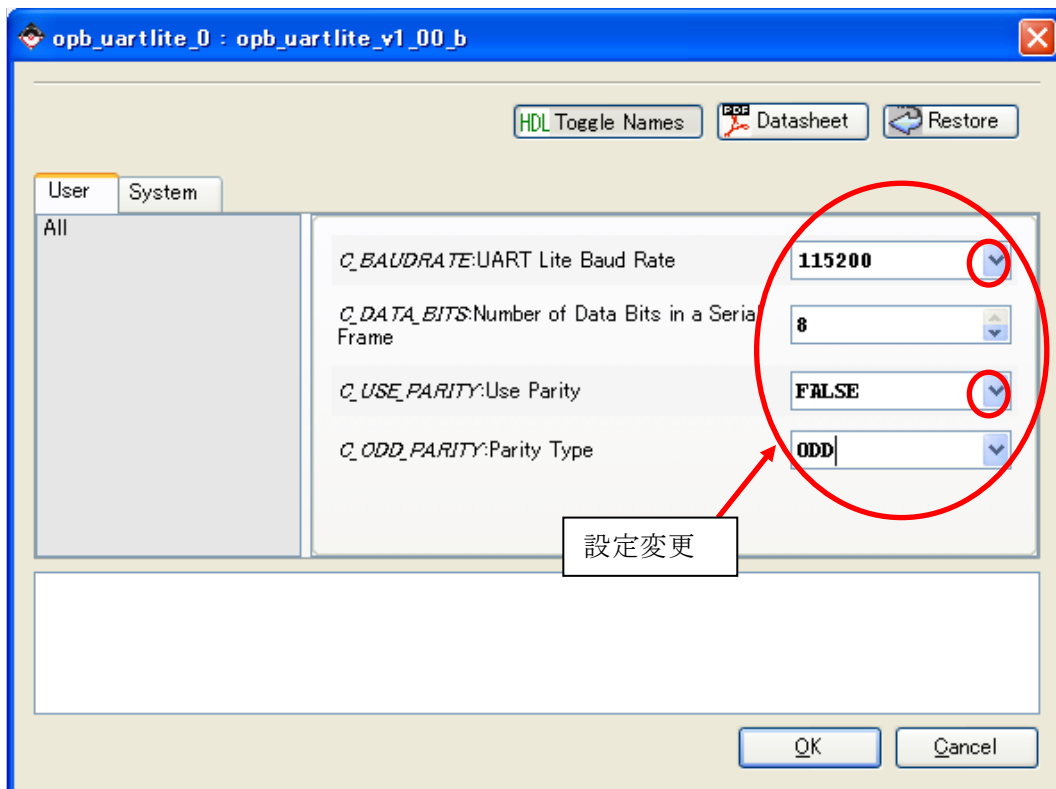 opb_uartlite_0 : opb_uartlite_v1_00_b
HDL Toggle Names
PDF Datasheet
Restore
User
System
All
C_BAUDRATE:UART Lite Baud Rate
115200
C_DATA_BITS:Number of Data Bits in a Serial
Frame
8
C_USE_PARITY:Use Parity
FALSE
C_ODD_PARITY:Parity Type
ODD
設定変更
OK
Cancel